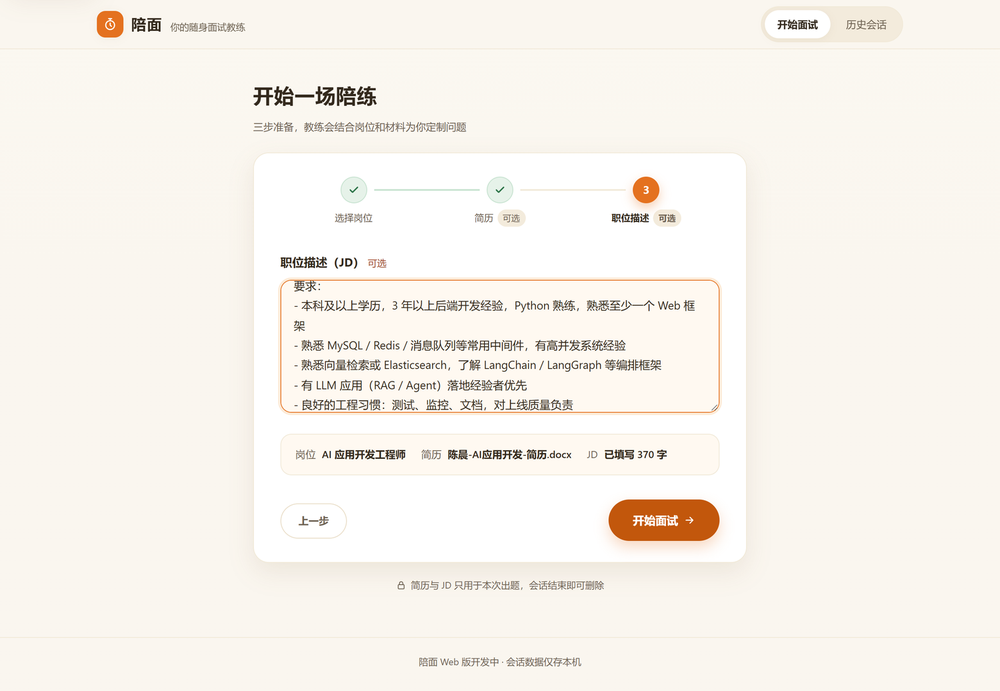 陪面 你的随身面试教练 开始面试 历史会话
开始一场陪练
三步准备，教练会结合岗位和材料为你定制问题
3
选择岗位 简历 可选 职位描述 可选
职位描述（JD） 可选
要求：
- 本科及以上学历，3 年以上后端开发经验，Python 熟练，熟悉至少一个 Web 框
架
- 熟悉 MySQL / Redis / 消息队列等常用中间件，有高并发系统经验
- 熟悉向量检索或 Elasticsearch，了解 LangChain / LangGraph 等编排框架
- 有 LLM 应用（RAG / Agent）落地经验者优先
- 良好的工程习惯：测试、监控、文档，对上线质量负责
岗位 AI 应用开发工程师 简历 陈晨-AI应用开发-简历.docx JD 已填写 370 字
上一步 开始面试 →
简历与 JD 只用于本次出题，会话结束即可删除
陪面 Web 版开发中 · 会话数据仅存本机